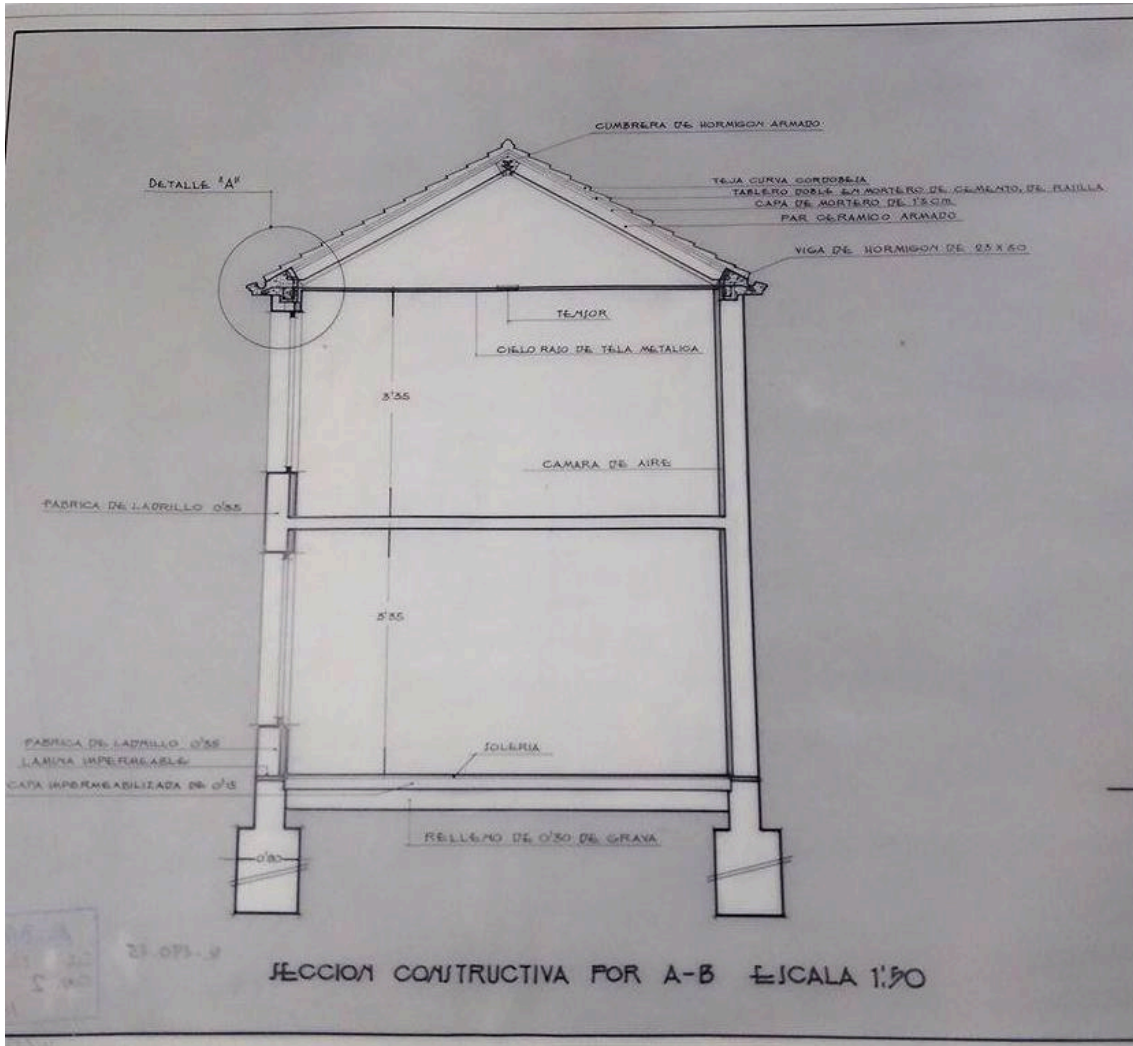 CUMBRERA DE HORMIGON ARMADO
DETALLE "A"
TEJA CURVA CORDOBESA
TABLERO DOBLE EN MORTERO DE CEMENTO, DE RASILLA
CAPA DE MORTERO DE 1'5 cm
PAR CERAMICO ARMADO
VIGA DE HORMIGON DE
TENSOR
CIELO RASO DE TELA METALICA
3'35
CAMARA DE AIRE
FABRICA DE LADRILLO 0'35
3'35
FABRICA DE LADRILLO 0'35
LAMINA IMPERMEABLE
SOLERIA
CAPA IMPERMEABILIZADA DE 0'15
RELLENO DE 0'30 DE GRAVA
0'80
SECCION CONSTRUCTIVA POR A-B ESCALA 1:50